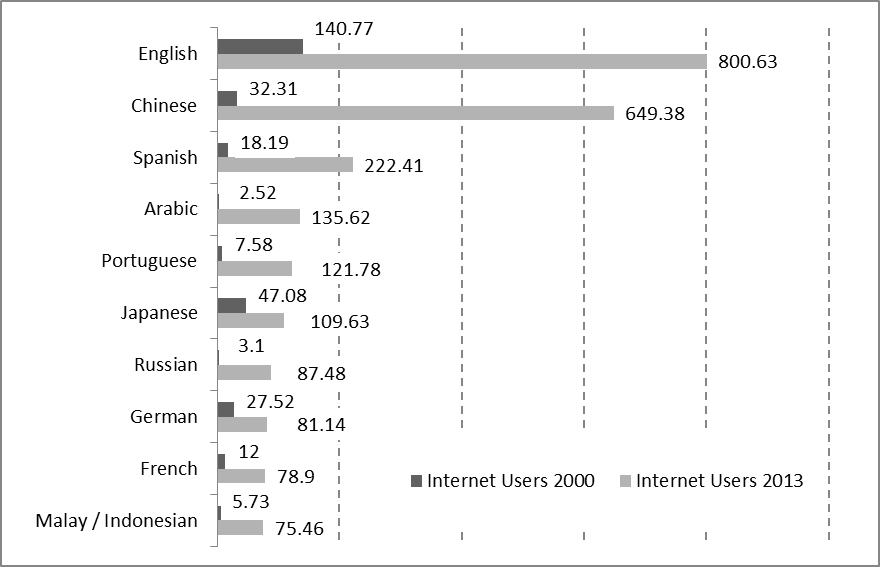 140.77
English
800.63
32.31
Chinese
649.38
18.19
Spanish
222.41
2.52
Arabic
135.62
7.58
Portuguese
121.78
47.08
Japanese
109.63
3.1
Russian
87.48
27.52
German
81.14
12
French
78.9
Internet Users 2000
Internet Users 2013
5.73
Malay / Indonesian
75.46